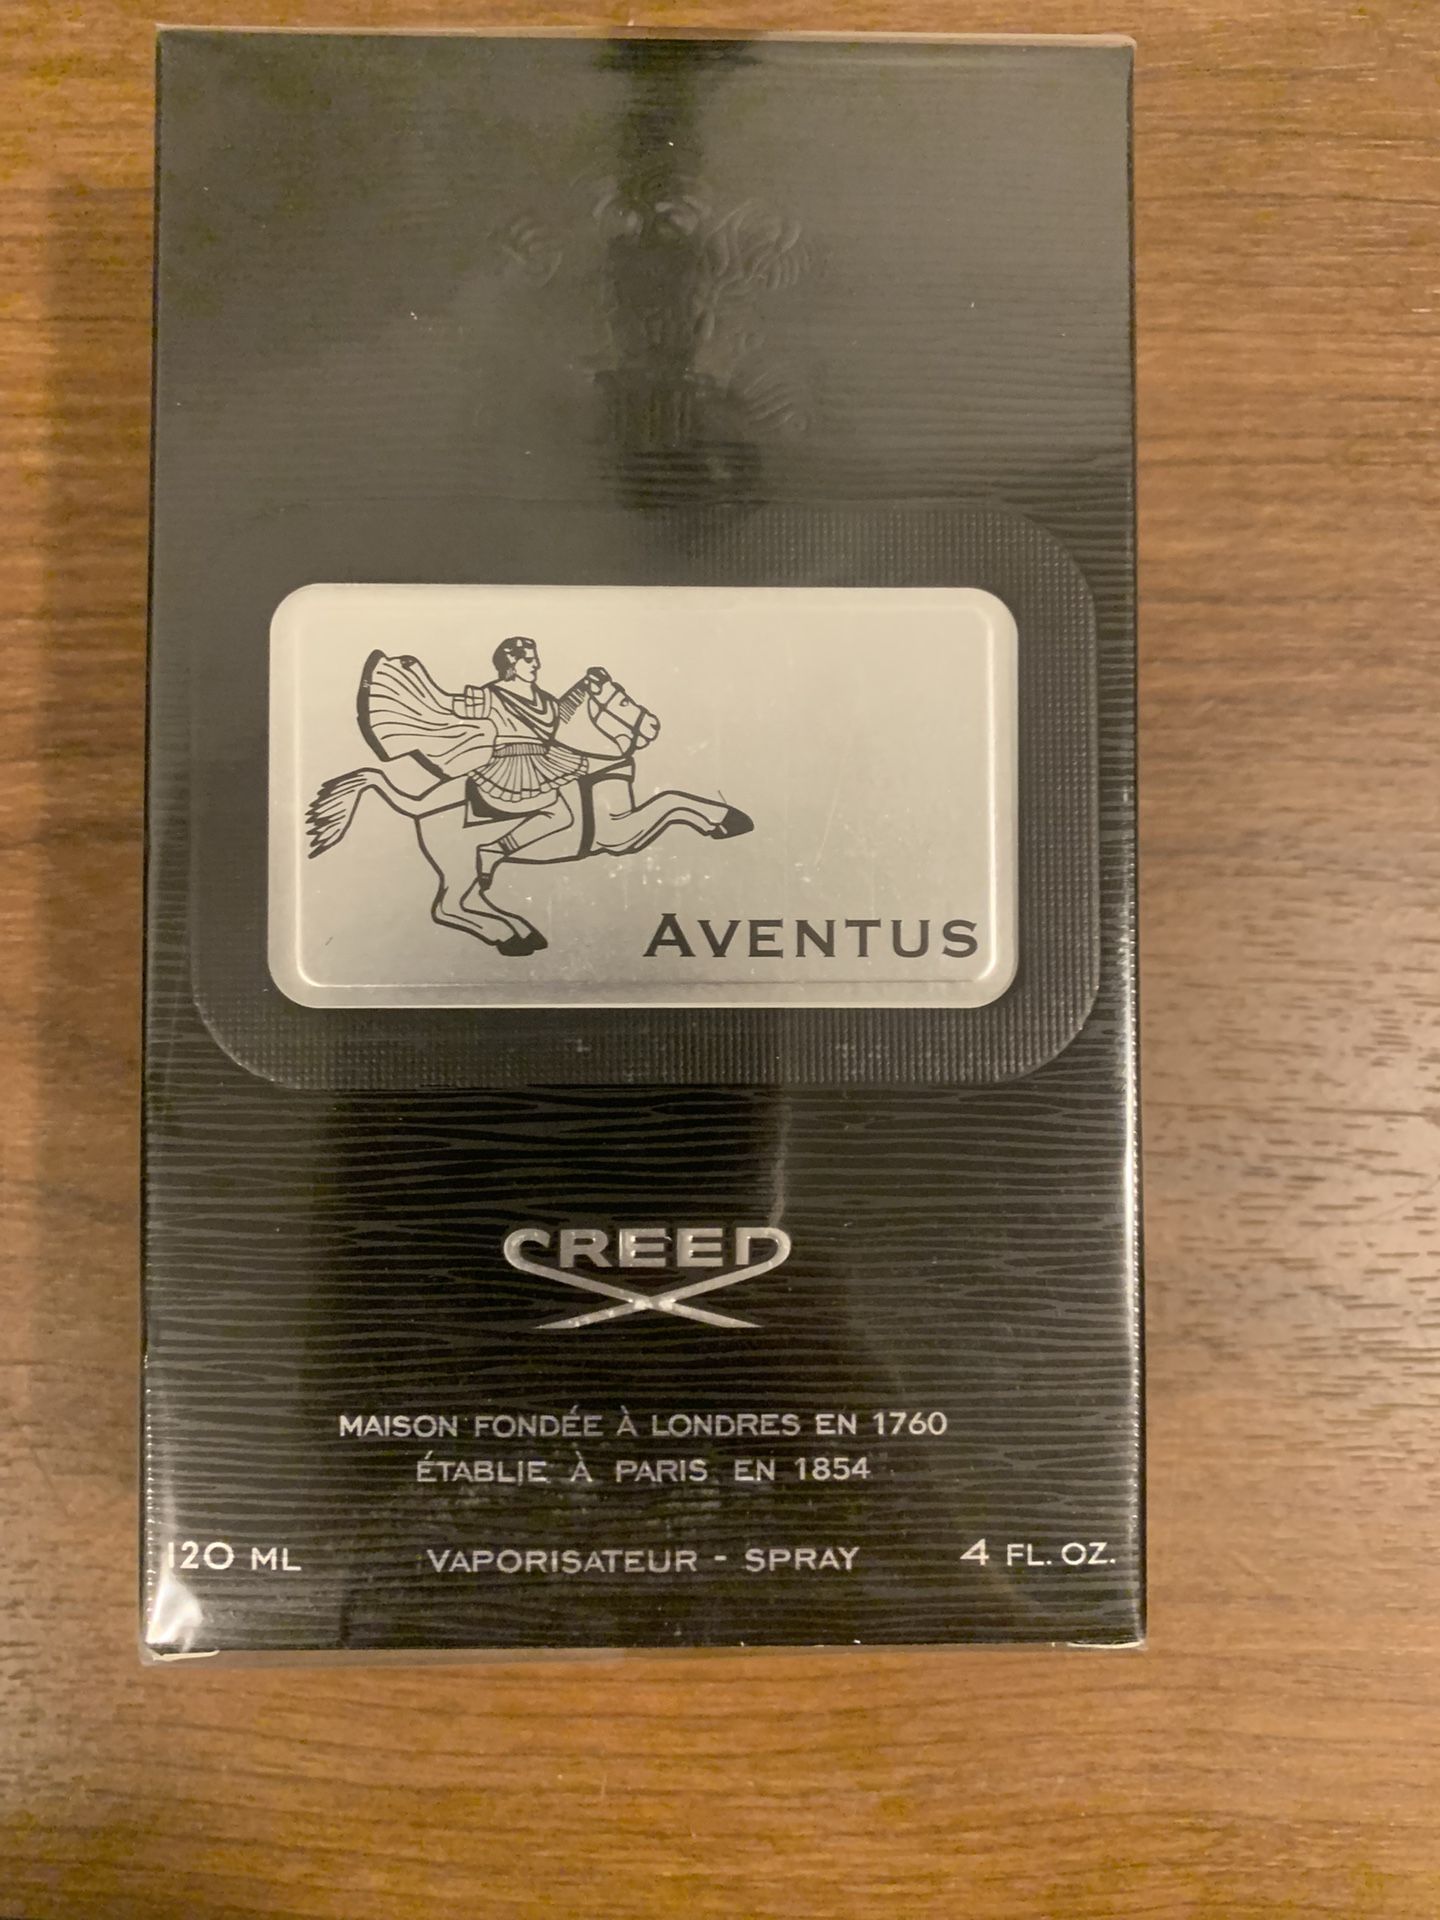 AVENTUS
CREED
MAISON FONDÉE À LONDRES EN 1760
ÉTABLIE À PARIS EN 1854
120 ML VAPORISATEUR - SPRAY 4 FL. OZ.